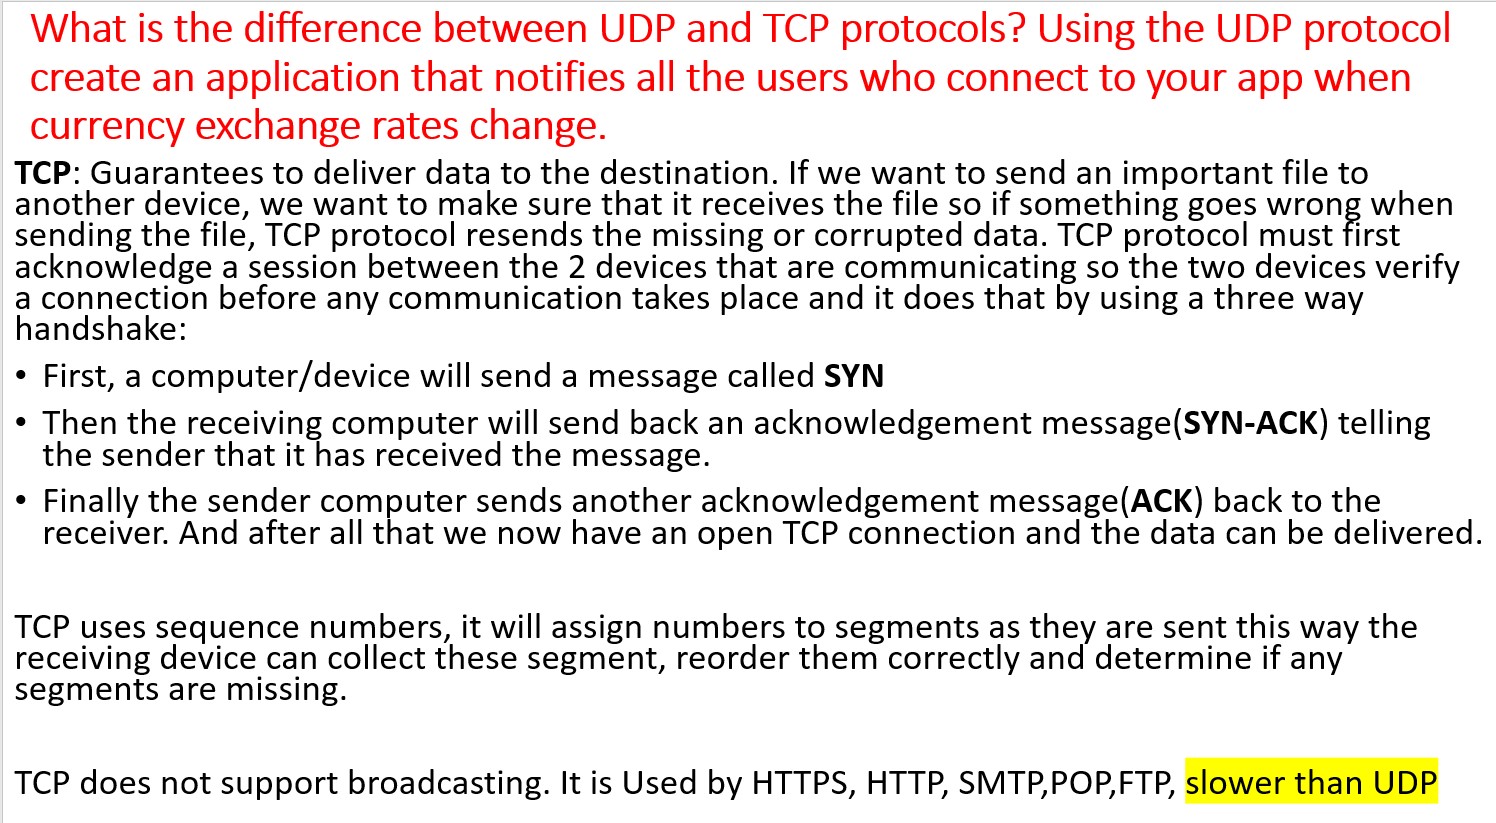 What is the difference between UDP and TCP protocols? Using the UDP protocol
create an application that notifies all the users who connect to your app when
currency exchange rates change.
TCP: Guarantees to deliver data to the destination. If we want to send an important file to
another device, we want to make sure that it receives the file so if something goes wrong when
sending the file, TCP protocol resends the missing or corrupted data. TCP protocol must first
acknowledge a session between the 2 devices that are communicating so the two devices verify
a connection before any communication takes place and it does that by using a three way
handshake:
• First, a computer/device will send a message called SYN
• Then the receiving computer will send back an acknowledgement message(SYN-ACK) telling
the sender that it has received the message.
• Finally the sender computer sends another acknowledgement message(ACK) back to the
receiver. And after all that we now have an open TCP connection and the data can be delivered.
TCP uses sequence numbers, it will assign numbers to segments as they are sent this way the
receiving device can collect these segment, reorder them correctly and determine if any
segments are missing.
TCP does not support broadcasting. It is Used by HTTPS, HTTP, SMTP,POP,FTP, slower than UDP